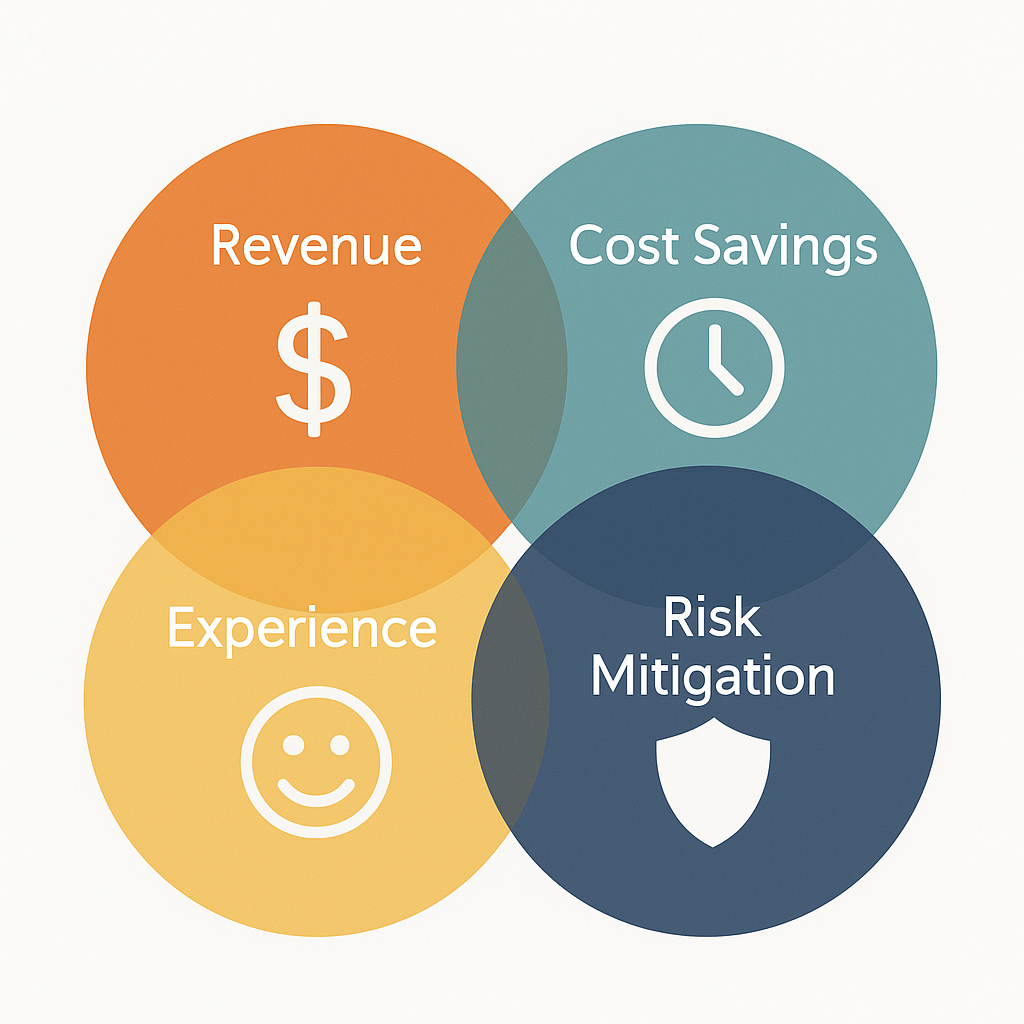 Revenue
Cost Savings
$
Experience
Risk
Mitigation